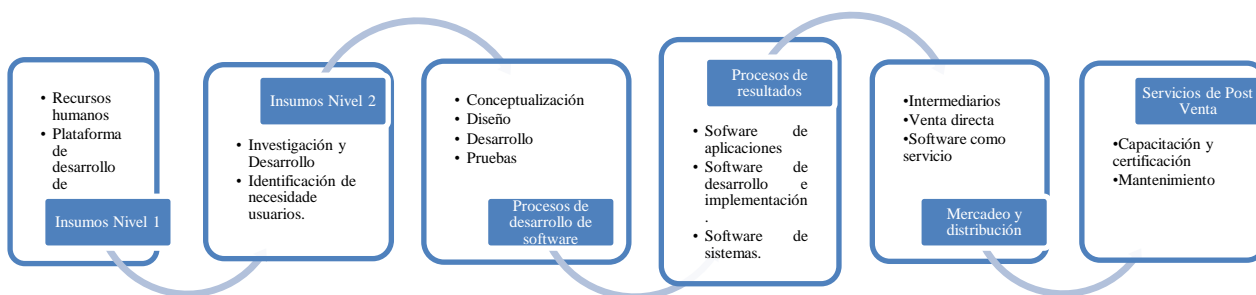 • Recursos
humanos
• Plataforma
de
desarrollo
de
Insumos Nivel 1
Insumos Nivel 2
• Investigación y
Desarrollo
• Identificación de
necesidade
usuarios.
• Conceptualización
• Diseño
• Desarrollo
• Pruebas
Procesos de
desarrollo de
software
Procesos de
resultados
• Sofware de
aplicaciones
• Software de
desarrollo e
implementación
.
• Software de
sistemas.
•Intermediarios
•Venta directa
•Software como
servicio
Mercadeo y
distribución
Servicios de Post
Venta
•Capacitación y
certificación
•Mantenimiento